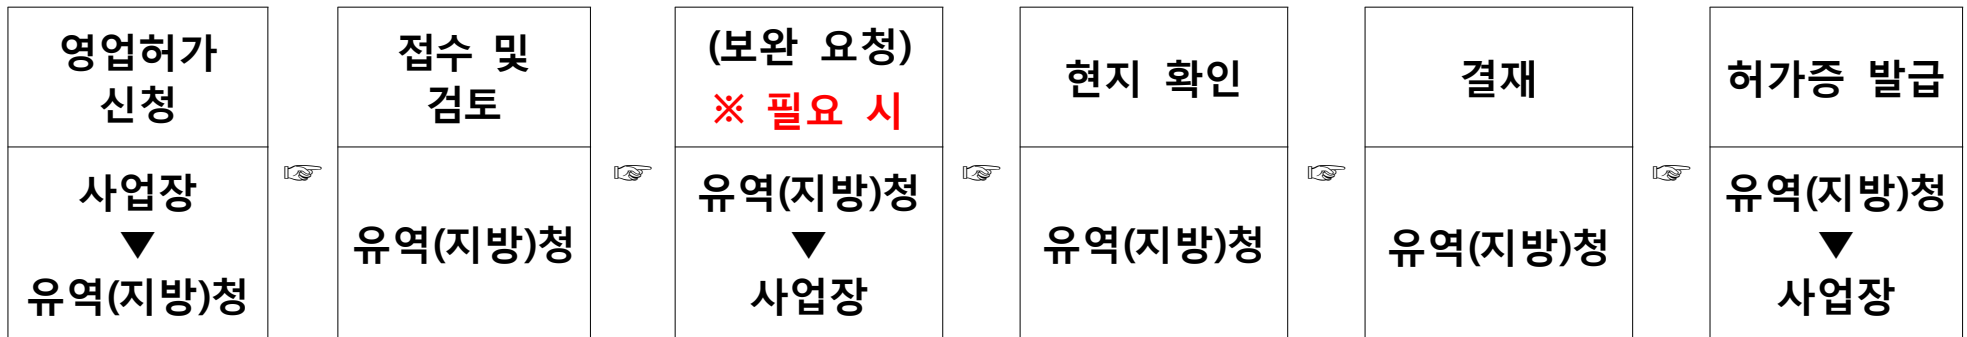 영업허가
신청
사업장
▼
유역(지방)청
☞
접수 및
검토
유역(지방)청
☞
(보완 요청)
※ 필요 시
유역(지방)청
▼
사업장
☞
현지 확인
유역(지방)청
☞
결재
유역(지방)청
☞
허가증 발급
유역(지방)청
▼
사업장